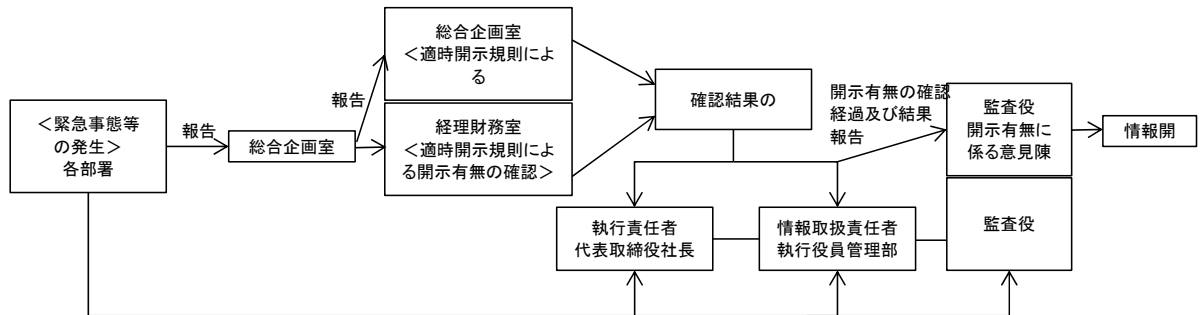 ＜緊急事態等
の発生＞
各部署
報告
総合企画室
報告
総合企画室
＜適時開示規則によ
る
経理財務室
＜適時開示規則によ
る開示有無の確認＞
確認結果の
開示有無の確認
経過及び結果
報告
監査役
開示有無に
係る意見陳
情報開
執行責任者
代表取締役社長
情報取扱責任者
執行役員管理部
監査役